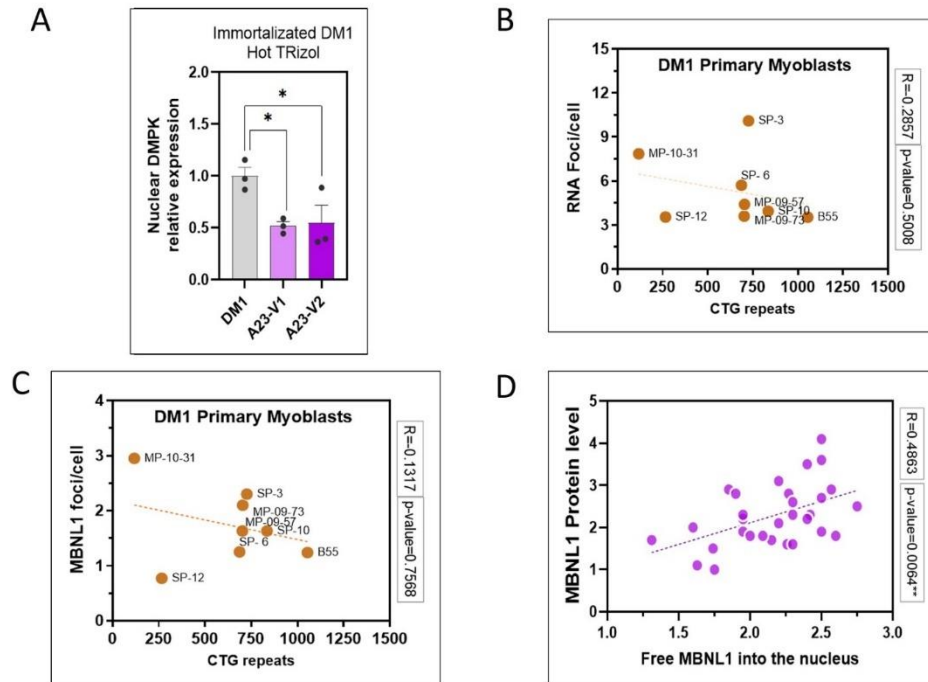 A
Immortalizated DM1
Hot TRizol
Nuclear DMPK
relative expression
2.0
1.5
1.0
0.5
0.0
*
*
DM1
A23-V1
A23-V2
B
DM1 Primary Myoblasts
RNA Foci/cell
15
12
9
6
3
0
SP-3
MP-10-31
SP- 6
MP-09-57
SP-12
SP-10
B55
MP-09-73
0
250
500
750
1000
1250
1500
CTG repeats
R=-0.2857
p-value=0.5008
C
DM1 Primary Myoblasts
MBNL1 foci/cell
4
3
2
1
0
MP-10-31
SP-3
MP-09-73
MP-09-57
SP-10
SP- 6
B55
SP-12
0
250
500
750
1000
1250
1500
CTG repeats
R=-0.1317
p-value=0.7568
D
MBNL1 Protein level
5
4
3
2
1
0
1.0
1.5
2.0
2.5
3.0
Free MBNL1 into the nucleus
R=0.4863
p-value=0.0064**